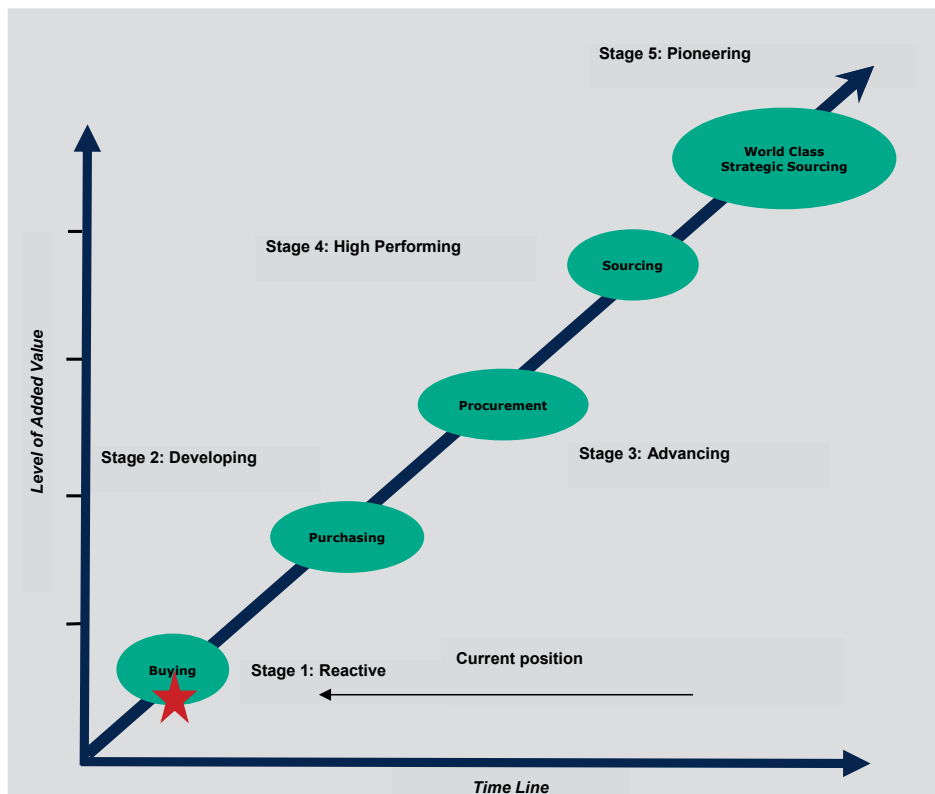 Stage 5: Pioneering
World Class
Strategic Sourcing
Stage 4: High Performing
Sourcing
Level of Added Value
Procurement
Stage 2: Developing
Stage 3: Advancing
Purchasing
Buying
Stage 1: Reactive
Current position
Time Line